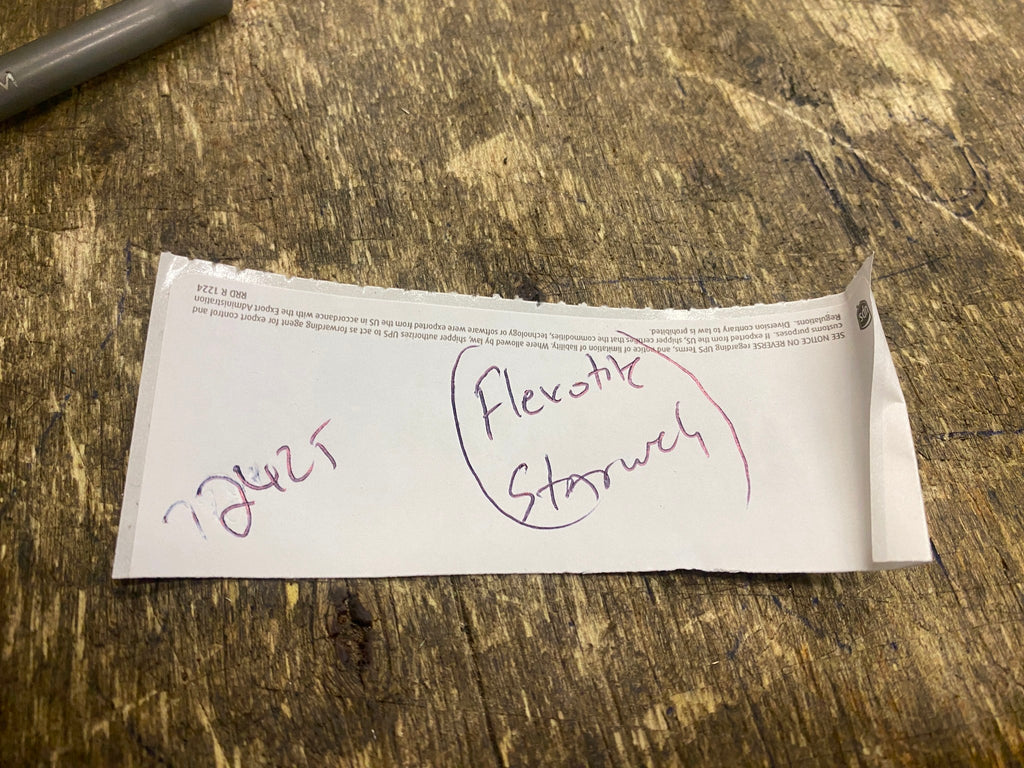 SEE NOTICE ON REVERSE regarding UPS Terms, and notice of limitation of liability. Where allowed by law, shipper authorities UPS to act as forwarding agent for export control and
customs purposes. If exported from the US, shipper certifies that the commodities, technology or software were exported from the US in accordance with the Export Administration
Regulations. Diversion contrary to law is prohibited.
RRD R 1224
ups
Flexotik